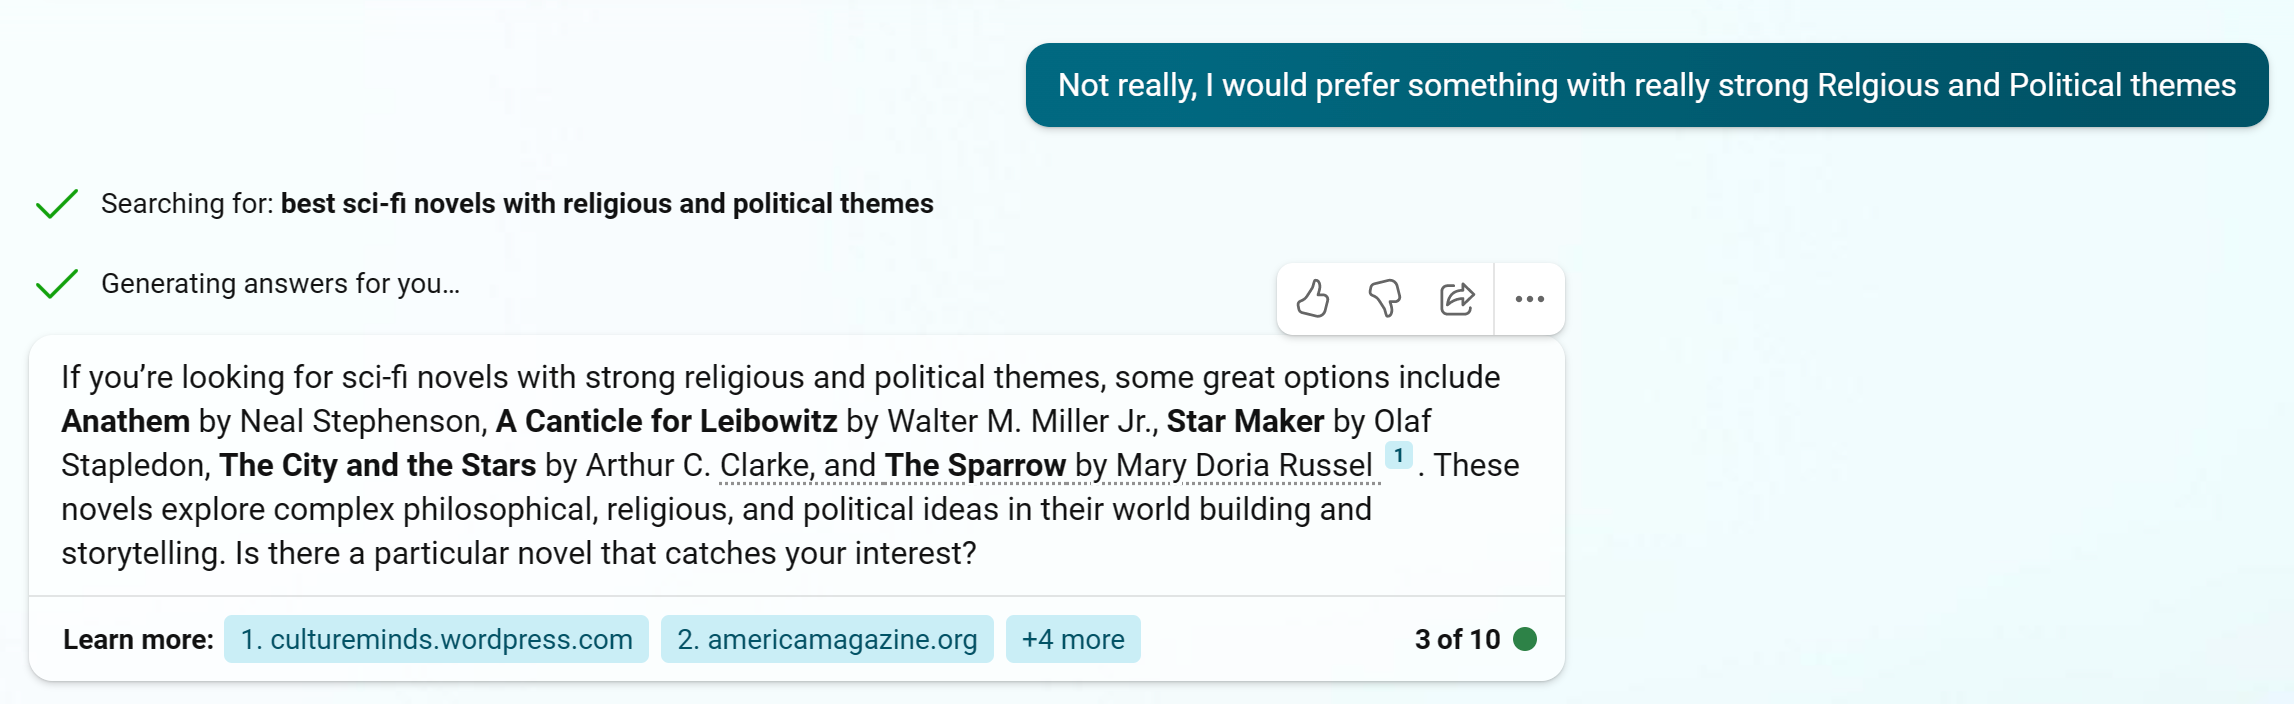 Not really, I would prefer something with really strong Relgious and Political themes
Searching for: best sci-fi novels with religious and political themes
Generating answers for you...
If you’re looking for sci-fi novels with strong religious and political themes, some great options include
Anathem by Neal Stephenson, A Canticle for Leibowitz by Walter M. Miller Jr., Star Maker by Olaf
Stapledon, The City and the Stars by Arthur C. Clarke, and The Sparrow by Mary Doria Russel 1 . These
novels explore complex philosophical, religious, and political ideas in their world building and
storytelling. Is there a particular novel that catches your interest?
Learn more: 1. cultureminds.wordpress.com 2. americamagazine.org +4 more 3 of 10